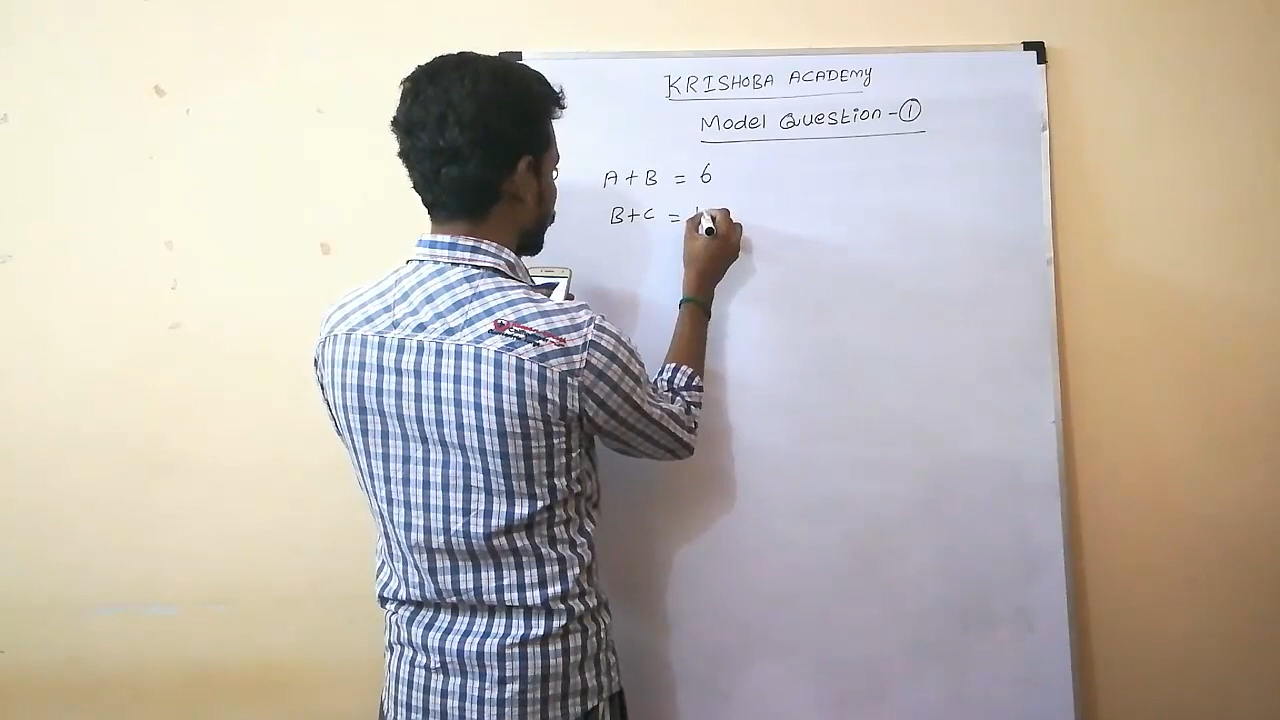 KRISHOBA ACADEMY
Model Question-①
A+B = 6
B+C =